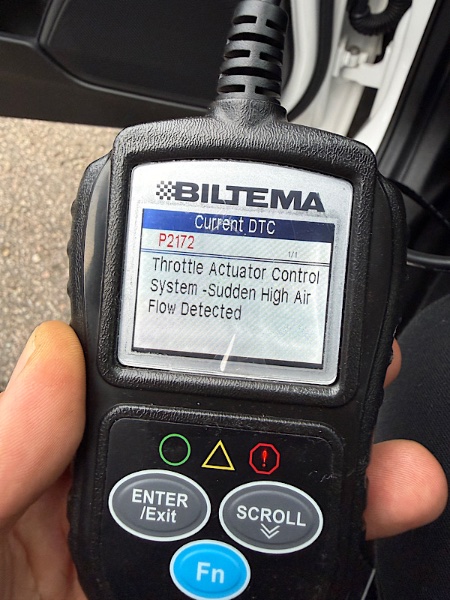 BILTEMA
Current DTC
P2172
1/1
Throttle Actuator Control
System -Sudden High Air
Flow Detected
!
ENTER
/Exit
SCROLL
Fn